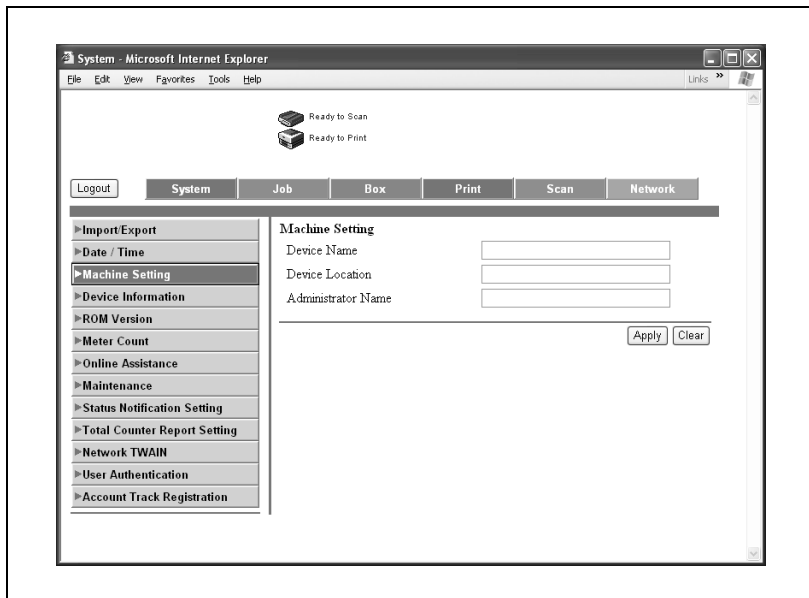 System - Microsoft Internet Explorer
File Edit View Favorites Tools Help Links »
Ready to Scan
Ready to Print
Logout System Job Box Print Scan Network
Import/Export
Date / Time
Machine Setting
Device Information
ROM Version
Meter Count
Online Assistance
Maintenance
Status Notification Setting
Total Counter Report Setting
Network TWAIN
User Authentication
Account Track Registration
Machine Setting
Device Name
Device Location
Administrator Name
Apply Clear